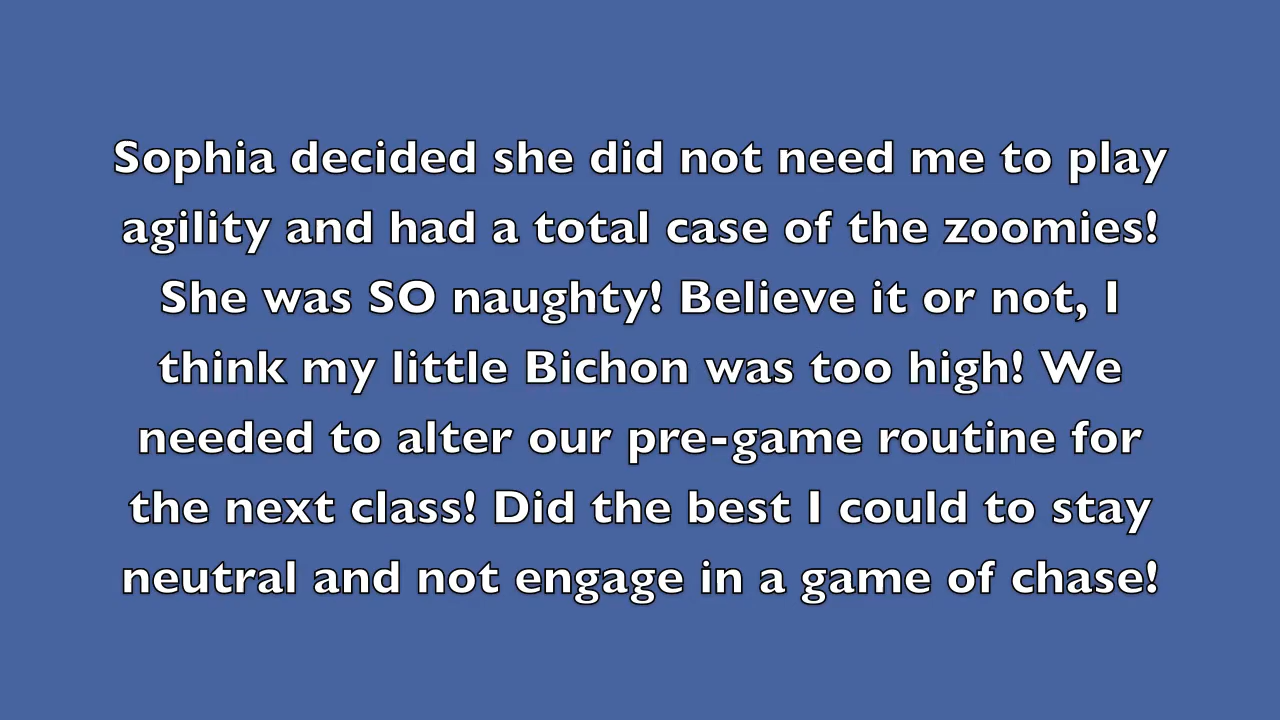 Sophia decided she did not need me to play
agility and had a total case of the zoomies!
She was SO naughty! Believe it or not, I
think my little Bichon was too high! We
needed to alter our pre-game routine for
the next class! Did the best I could to stay
neutral and not engage in a game of chase!